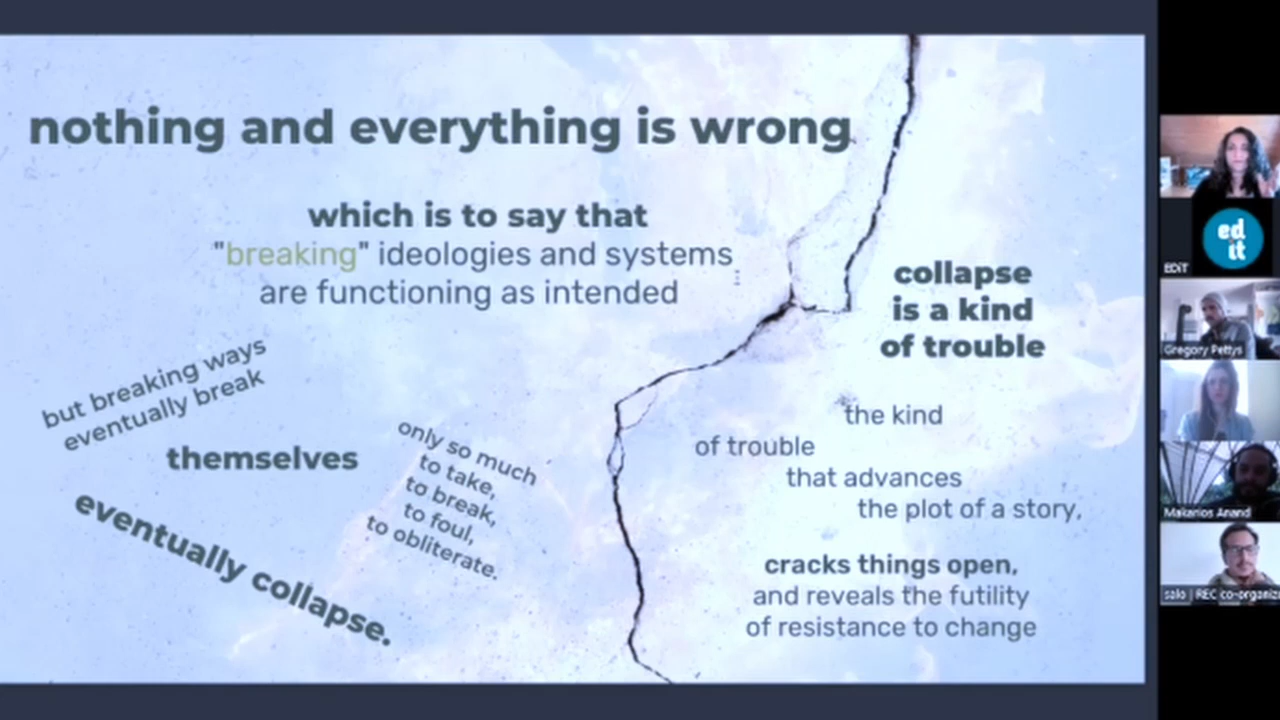 nothing and everything is wrong
which is to say that
"breaking" ideologies and systems
are functioning as intended
but breaking ways
eventually break
themselves
eventually collapse.
only so much
to take,
to break,
to foul,
to obliterate.
collapse
is a kind
of trouble
the kind
of trouble
that advances
the plot of a story,
cracks things open,
and reveals the futility
of resistance to change
ed
it
EDiT
Gregory Pettys
Makarios Anand
salo | REC co-organiz